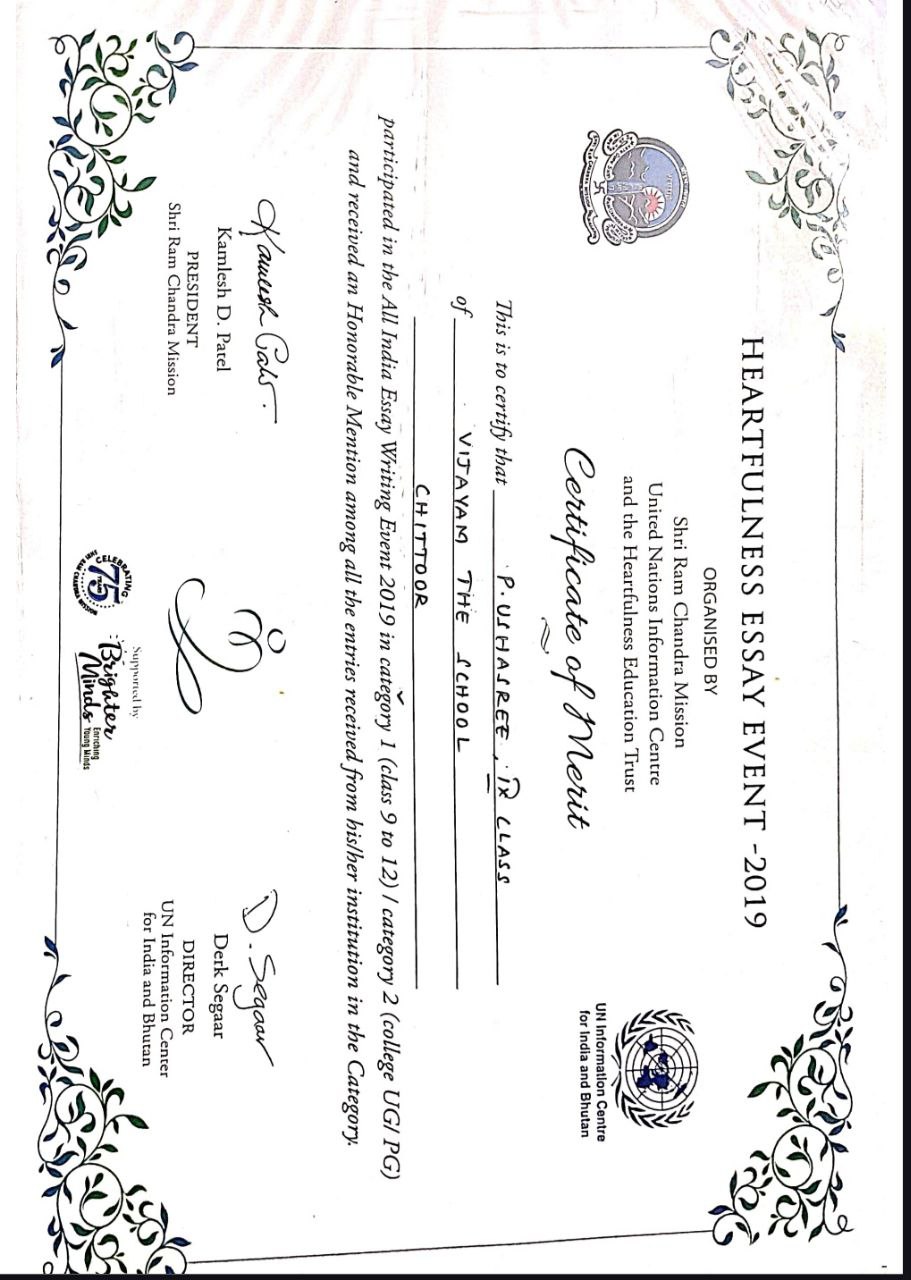 HEARTFULNESS ESSAY EVENT -2019
ORGANISED BY
Shri Ram Chandra Mission
United Nations Information Centre
and the Heartfulness Education Trust
UN Information Centre
for India and Bhutan
Certificate of Merit
This is to certify that P. USHASREE, IX CLASS
of VIJAYAM THE SCHOOL
CHITTOOR
participated in the All India Essay Writing Event 2019 in category 1 (class 9 to 12) / category 2 (college UG/ PG)
and received an Honorable Mention among all the entries received from his/her institution in the Category.
D. Segaar
Kamlesh D. Patel
PRESIDENT
Shri Ram Chandra Mission
CELEBRATING
75
YEARS
Supported by
Brighter
Minds
Enriching
Young Minds
Derk Segaar
DIRECTOR
UN Information Center
for India and Bhutan